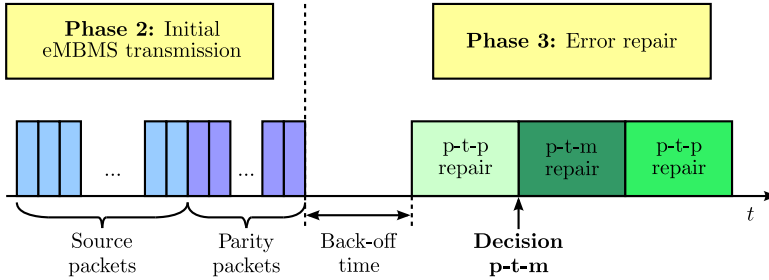 Phase 2: Initial
eMBMS transmission
Phase 3: Error repair
... ...
p-t-p
repair
p-t-m
repair
p-t-p
repair
t
Source
packets
Parity
packets
Back-off
time
Decision
p-t-m